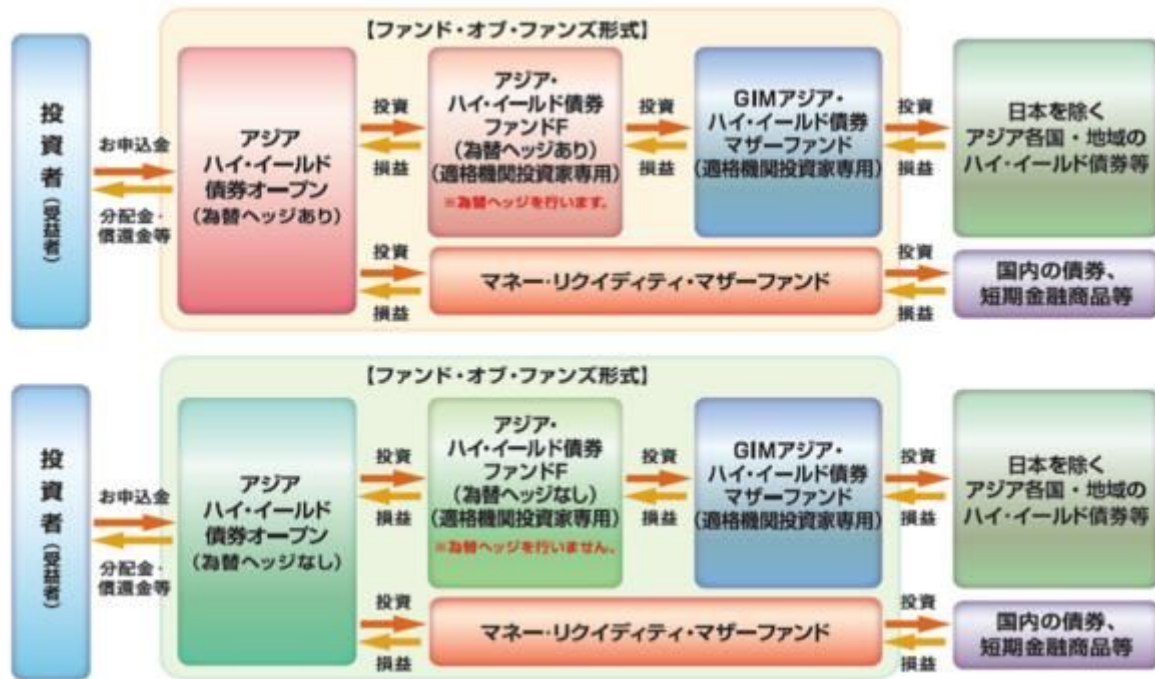 【ファンド・オブ・ファンズ形式】
投資者(受益者)
お申込金
分配金・
償還金等
アジア
ハイ・イールド
債券オープン
(為替ヘッジあり)
投資
損益
アジア・
ハイ・イールド債券
ファンドF
(為替ヘッジあり)
(適格機関投資家専用)
※為替ヘッジを行います。
投資
損益
GIMアジア・
ハイ・イールド債券
マザーファンド
(適格機関投資家専用)
投資
損益
日本を除く
アジア各国・地域の
ハイ・イールド債券等
投資
損益
マネー・リクイディティ・マザーファンド
投資
損益
国内の債券、
短期金融商品等
【ファンド・オブ・ファンズ形式】
投資者(受益者)
お申込金
分配金・
償還金等
アジア
ハイ・イールド
債券オープン
(為替ヘッジなし)
投資
損益
アジア・
ハイ・イールド債券
ファンドF
(為替ヘッジなし)
(適格機関投資家専用)
※為替ヘッジを行いません。
投資
損益
GIMアジア・
ハイ・イールド債券
マザーファンド
(適格機関投資家専用)
投資
損益
日本を除く
アジア各国・地域の
ハイ・イールド債券等
投資
損益
マネー・リクイディティ・マザーファンド
投資
損益
国内の債券、
短期金融商品等